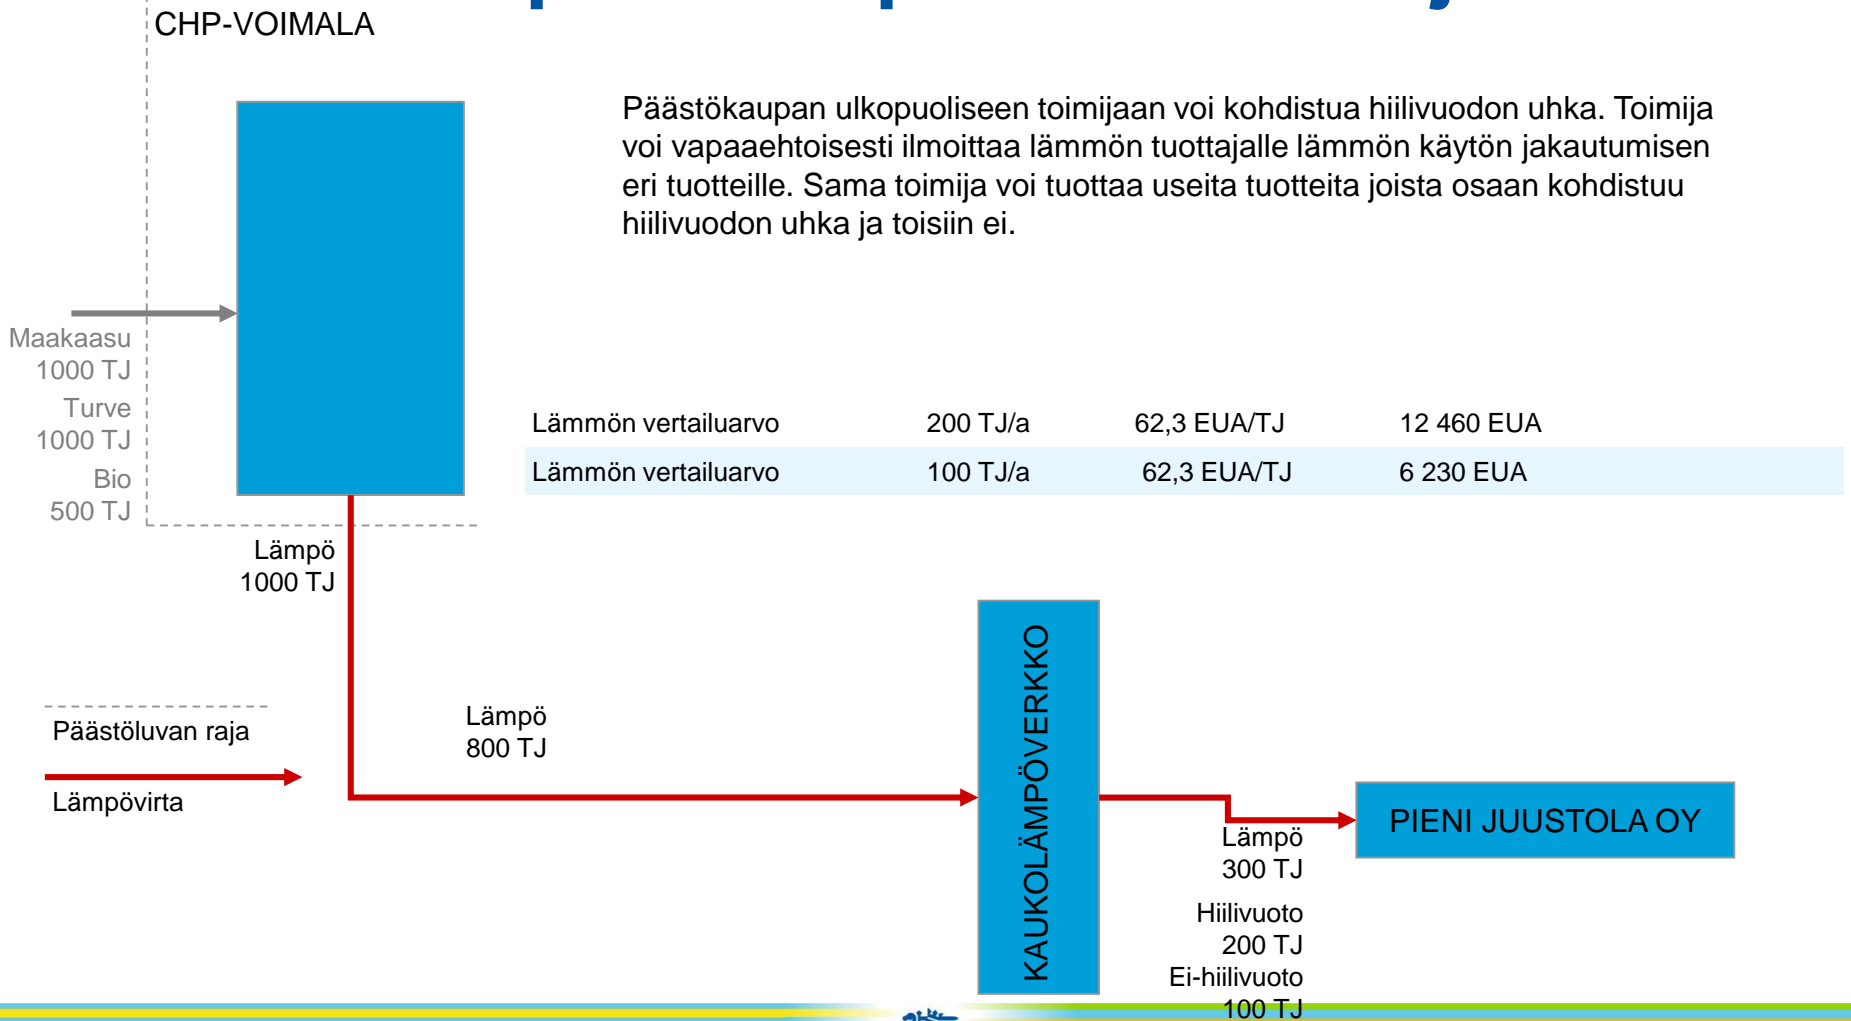 CHP-VOIMALA
Päästökaupan ulkopuoliseen toimijaan voi kohdistua hiilivuodon uhka. Toimija
voi vapaaehtoisesti ilmoittaa lämmön tuottajalle lämmön käytön jakautumisen
eri tuotteille. Sama toimija voi tuottaa useita tuotteita joista osaan kohdistuu
hiilivuodon uhka ja toisiin ei.
Maakaasu
1000 TJ
Turve
1000 TJ
Bio
500 TJ
Lämmön vertailuarvo 200 TJ/a 62,3 EUA/TJ 12 460 EUA
Lämmön vertailuarvo 100 TJ/a 62,3 EUA/TJ 6 230 EUA
Lämpö
1000 TJ
Päästöluvan raja
Lämpövirta
Lämpö
800 TJ
KAUKOLÄMPÖVERKKO
PIENI JUUSTOLA OY
Lämpö
300 TJ
Hiilivuoto
200 TJ
Ei-hiilivuoto
100 TJ